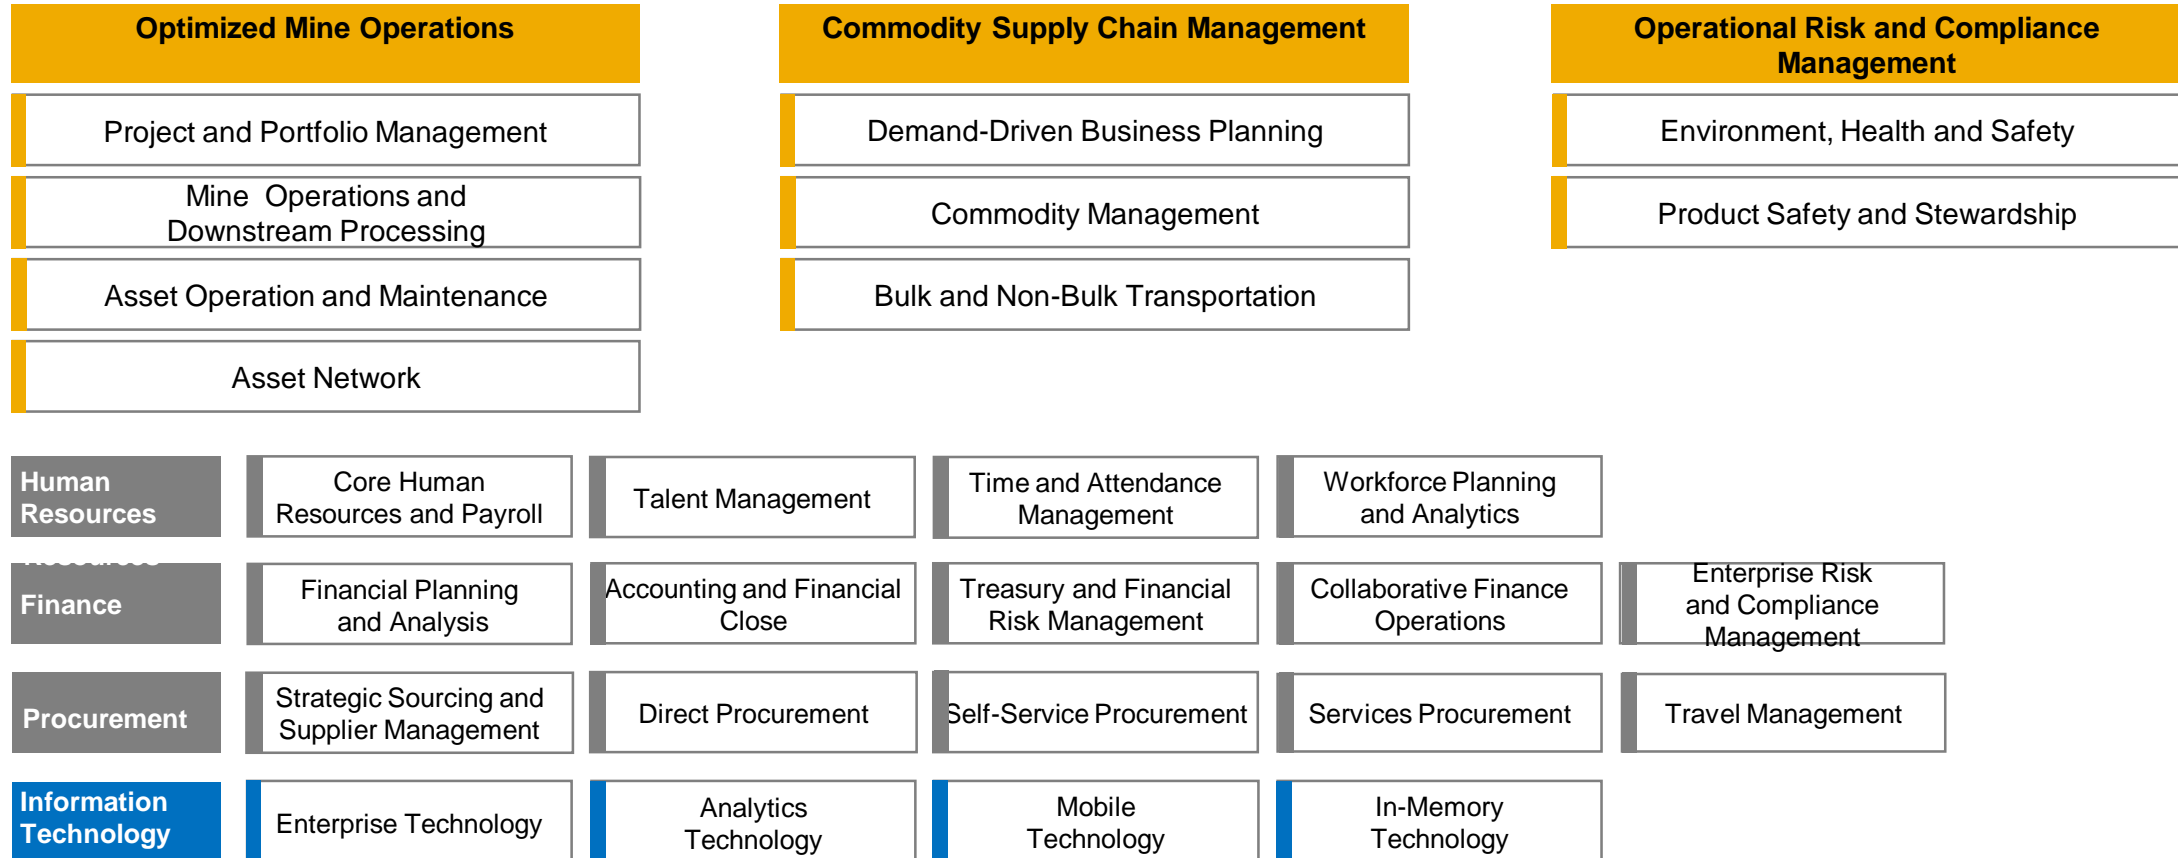 Optimized Mine Operations
Commodity Supply Chain Management
Operational Risk and Compliance
Management
Project and Portfolio Management
Demand-Driven Business Planning
Environment, Health and Safety
Mine Operations and
Downstream Processing
Commodity Management
Product Safety and Stewardship
Asset Operation and Maintenance
Bulk and Non-Bulk Transportation
Asset Network
Human
Resources
Core Human
Resources and Payroll
Talent Management
Time and Attendance
Management
Workforce Planning
and Analytics
Resources
Finance
Financial Planning
and Analysis
Accounting and Financial
Close
Treasury and Financial
Risk Management
Collaborative Finance
Operations
Enterprise Risk
and Compliance
Management
Procurement
Strategic Sourcing and
Supplier Management
Direct Procurement
Self-Service Procurement
Services Procurement
Travel Management
Information
Technology
Enterprise Technology
Analytics
Technology
Mobile
Technology
In-Memory
Technology